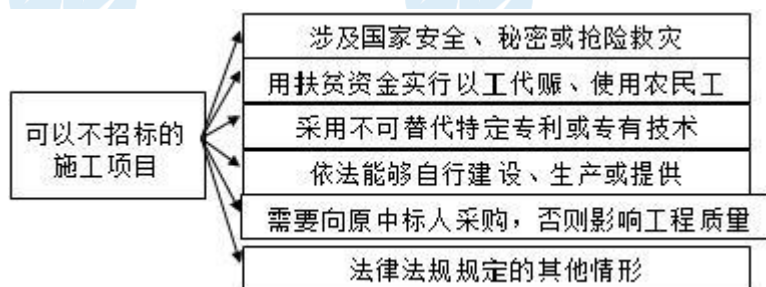 可以不招标的
施工项目
涉及国家安全、秘密或抢险救灾
用扶贫资金实行以工代赈、使用农民工
采用不可替代特定专利或专有技术
依法能够自行建设、生产或提供
需要向原中标人采购，否则影响工程质量
法律法规规定的其他情形